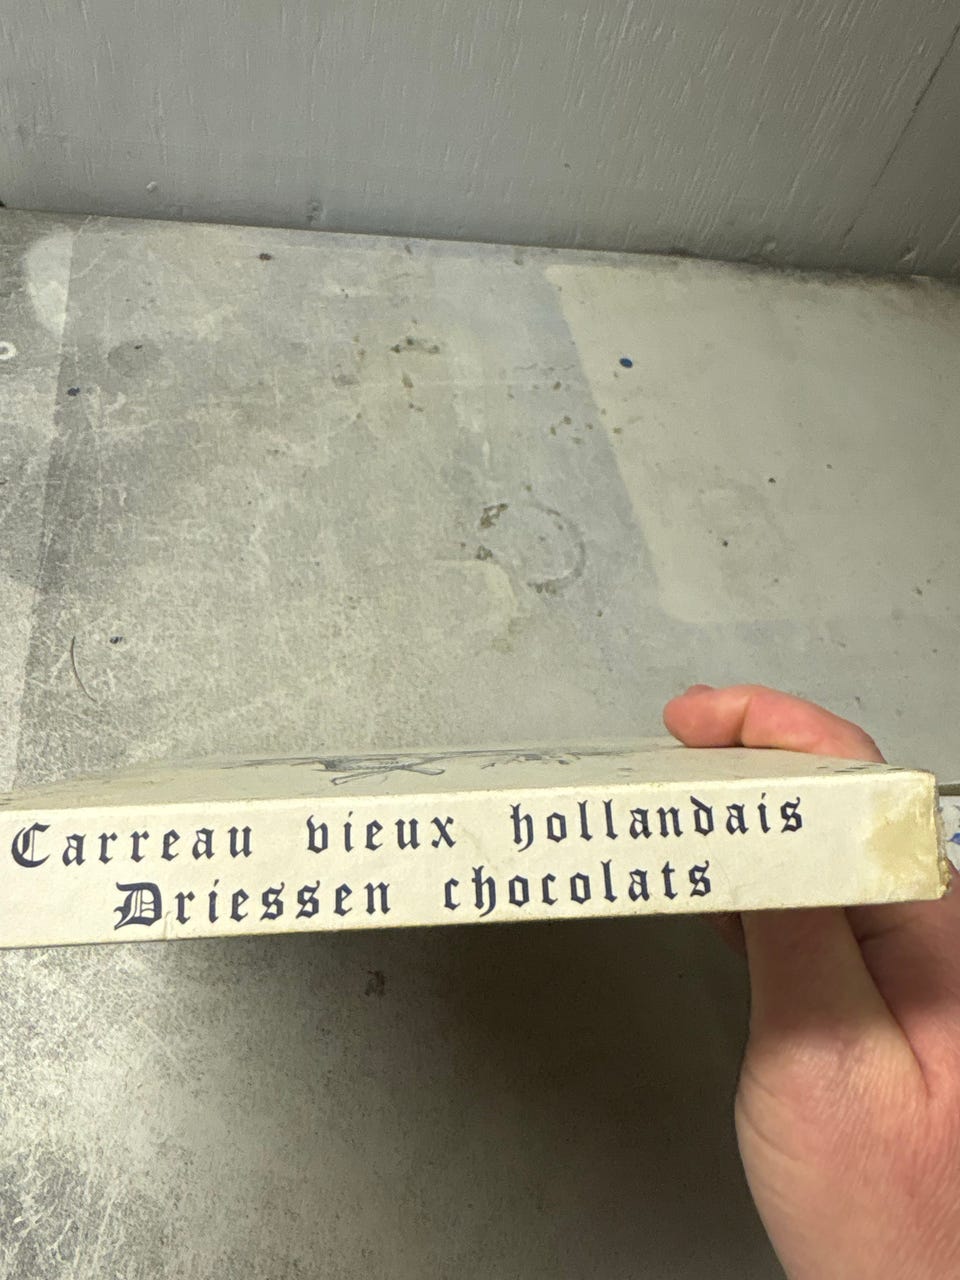 Carreau vieux hollandais
Driessen chocolats